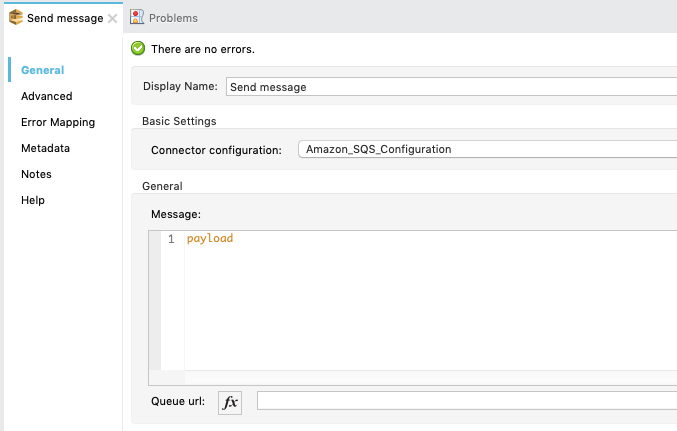 Send message
Problems
There are no errors.
General
Advanced
Error Mapping
Metadata
Notes
Help
Display Name: Send message
Basic Settings
Connector configuration: Amazon_SQS_Configuration
General
Message:
1 payload
Queue url: fx